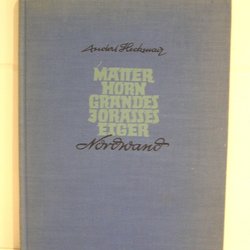 Anderl Heckmair
MATTER
HORN
GRANDES
JORASSES
EIGER
Nordwand